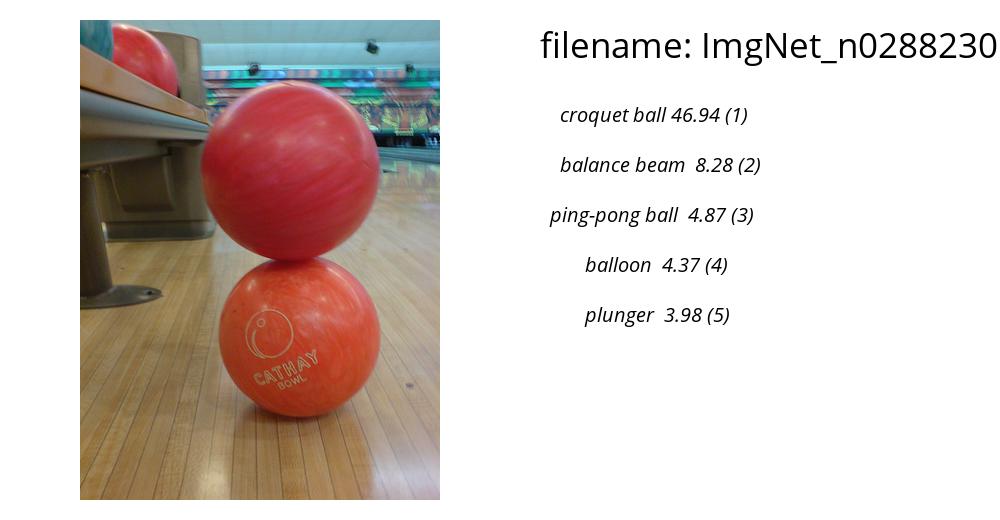 filename: ImgNet_n0288230
croquet ball 46.94 (1)
balance beam 8.28 (2)
ping-pong ball 4.87 (3)
balloon 4.37 (4)
plunger 3.98 (5)
CATHAY
BOWL